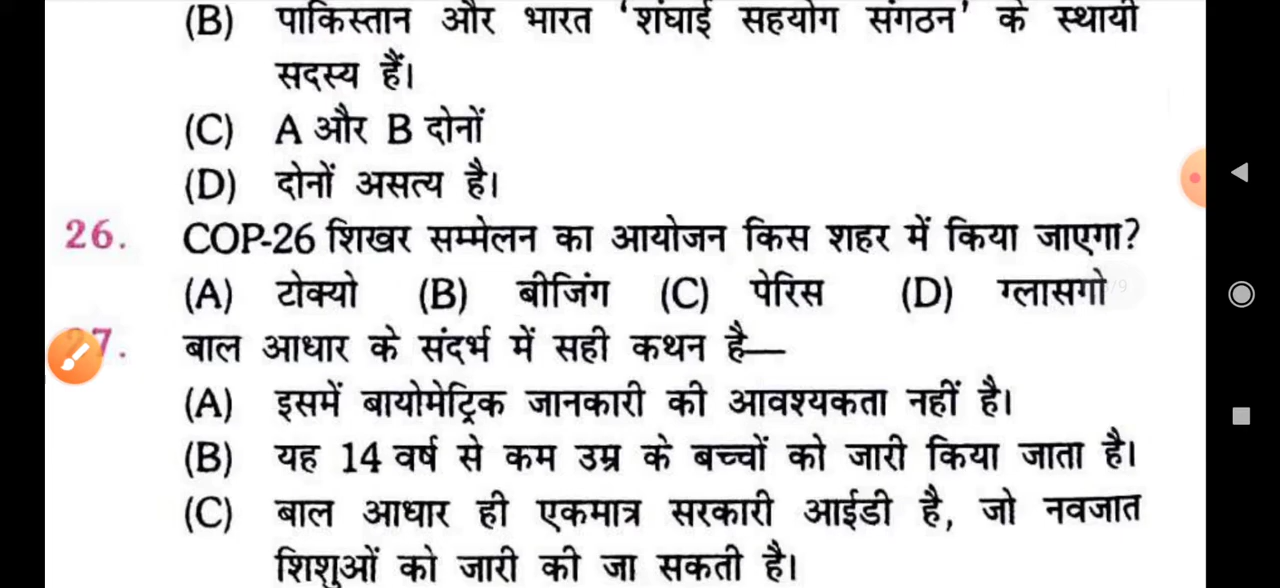 (B) पाकिस्तान और भारत ‘शंघाई सहयोग संगठन’ के स्थायी
सदस्य हैं।
(C) A और B दोनों
(D) दोनों असत्य है।
26. COP-26 शिखर सम्मेलन का आयोजन किस शहर में किया जाएगा?
(A) टोक्यो (B) बीजिंग (C) पेरिस (D) ग्लासगो
7. बाल आधार के संदर्भ में सही कथन है—
(A) इसमें बायोमेट्रिक जानकारी की आवश्यकता नहीं है।
(B) यह 14 वर्ष से कम उम्र के बच्चों को जारी किया जाता है।
(C) बाल आधार ही एकमात्र सरकारी आईडी है, जो नवजात
शिशुओं को जारी की जा सकती है।